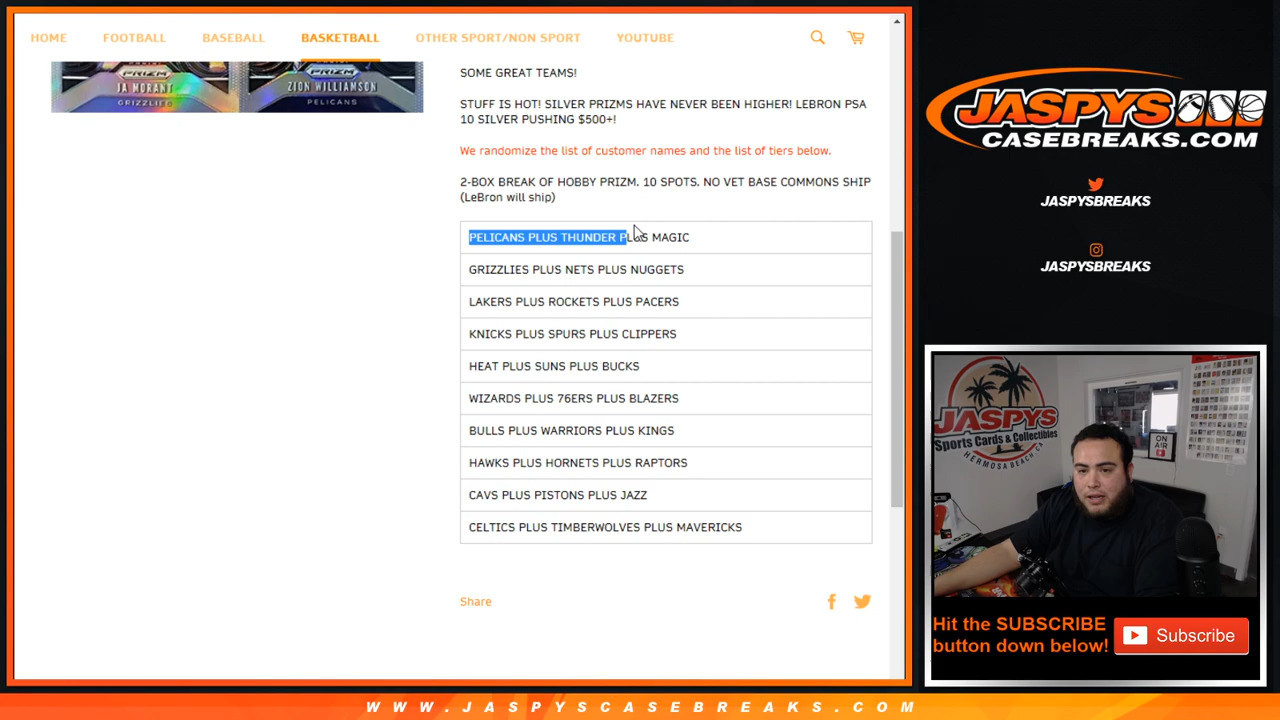 HOME FOOTBALL BASEBALL BASKETBALL OTHER SPORT/NON SPORT YOUTUBE
PRIZM PRIZM
JA MORANT ZION WILLIAMSON
GRIZZLIES PELICANS
SOME GREAT TEAMS!
STUFF IS HOT! SILVER PRIZMS HAVE NEVER BEEN HIGHER! LEBRON PSA
10 SILVER PUSHING $500+!
We randomize the list of customer names and the list of tiers below.
2-BOX BREAK OF HOBBY PRIZM. 10 SPOTS. NO VET BASE COMMONS SHIP
(LeBron will ship)
PELICANS PLUS THUNDER PLUS MAGIC
GRIZZLIES PLUS NETS PLUS NUGGETS
LAKERS PLUS ROCKETS PLUS PACERS
KNICKS PLUS SPURS PLUS CLIPPERS
HEAT PLUS SUNS PLUS BUCKS
WIZARDS PLUS 76ERS PLUS BLAZERS
BULLS PLUS WARRIORS PLUS KINGS
HAWKS PLUS HORNETS PLUS RAPTORS
CAVS PLUS PISTONS PLUS JAZZ
CELTICS PLUS TIMBERWOLVES PLUS MAVERICKS
Share
JASPYS
CASEBREAKS.COM
JASPYSBREAKS
JASPYSBREAKS
JASPYS
Sports Cards & Collectibles
HERMOSA BEACH, CA
ON
AIR
Hit the SUBSCRIBE
button down below!
Subscribe
WWW.JASPYSCASEBREAKS.COM